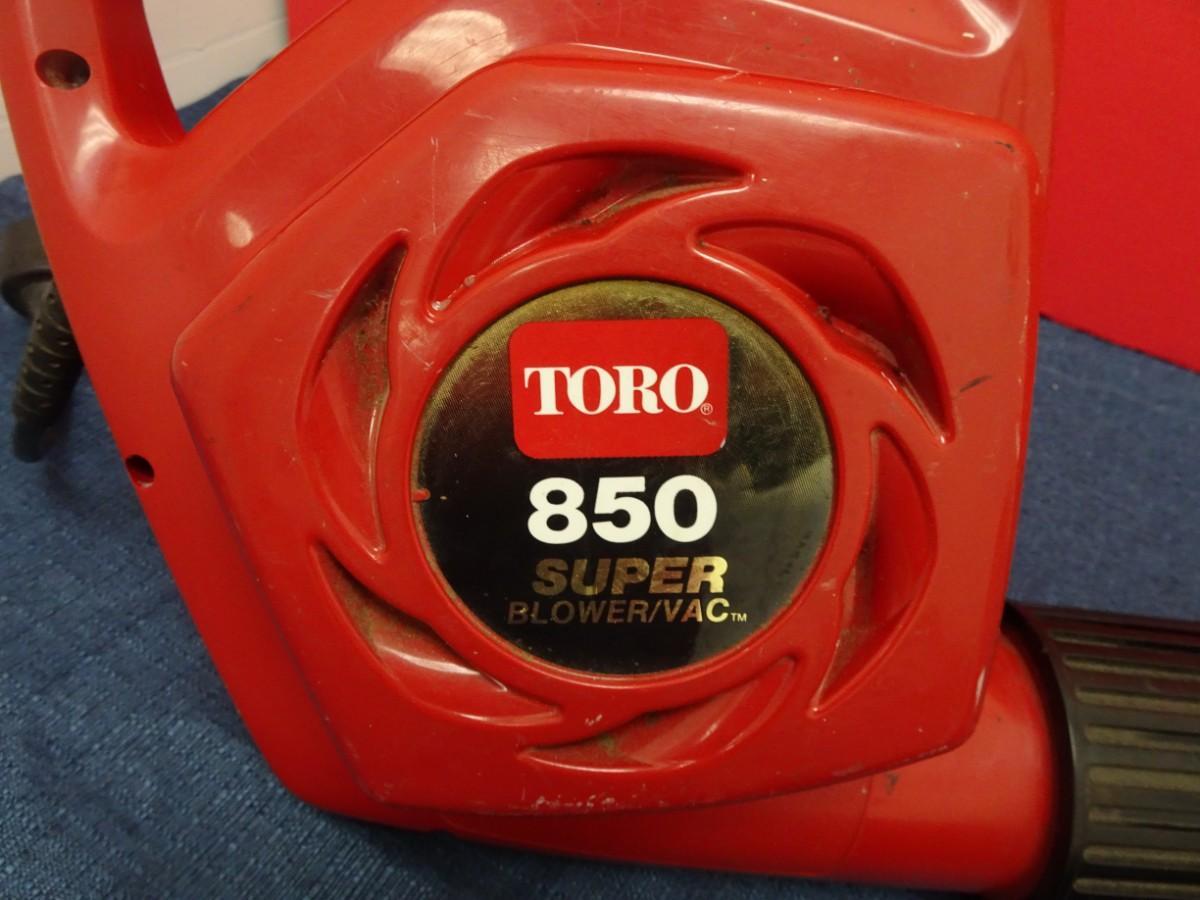 TORO®
850
SUPER
BLOWER/VAC™